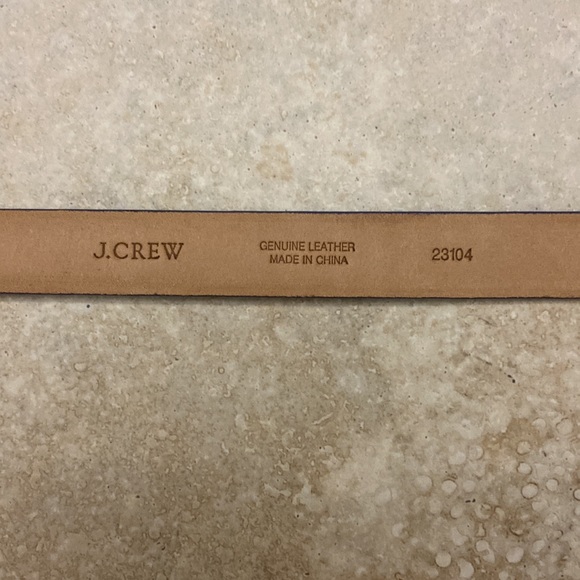 J.CREW
GENUINE LEATHER
MADE IN CHINA
23104